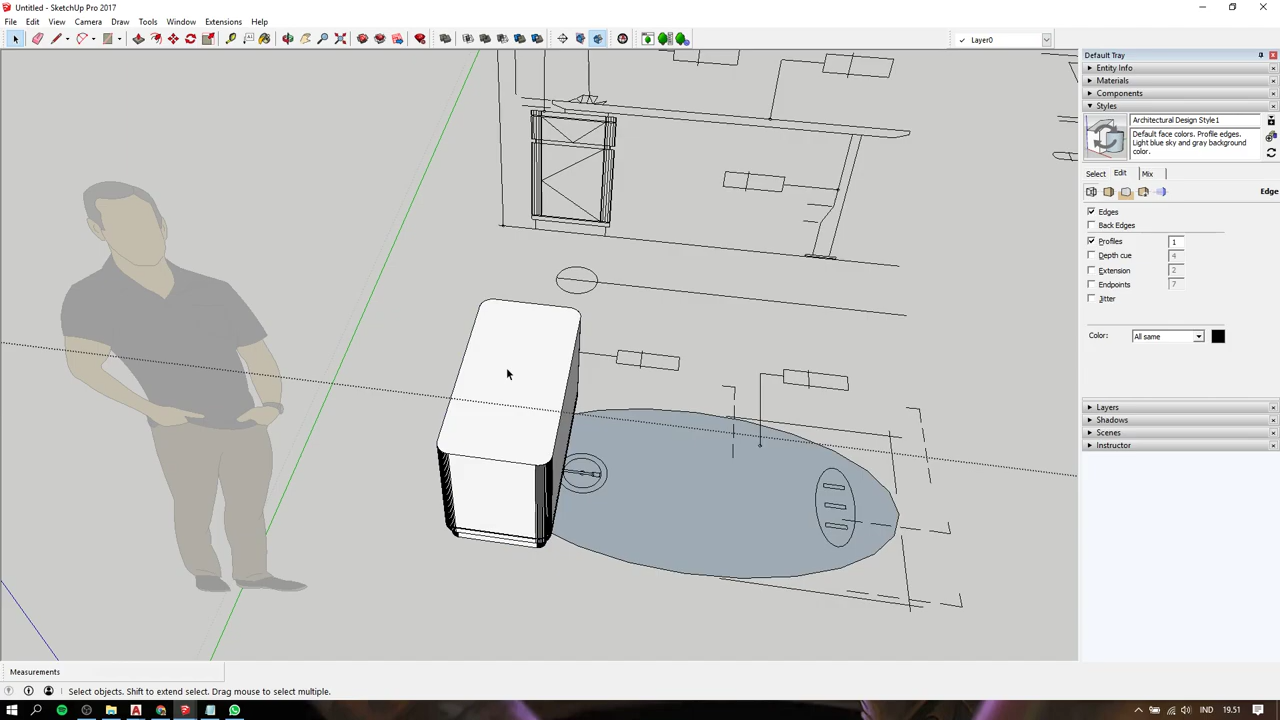 Untitled - SketchUp Pro 2017
File Edit View Camera Draw Tools Window Extensions Help
Layer0
Default Tray
Entity Info
Materials
Components
Styles
Architectural Design Style1
Default face colors. Profile edges.
Light blue sky and gray background
color.
Select Edit Mix
Edge
Edges
Back Edges
Profiles 1
Depth cue 4
Extension 2
Endpoints 7
Jitter
Color: All same
Layers
Shadows
Scenes
Instructor
Measurements
Select objects. Shift to extend select. Drag mouse to select multiple.
IND 19.51